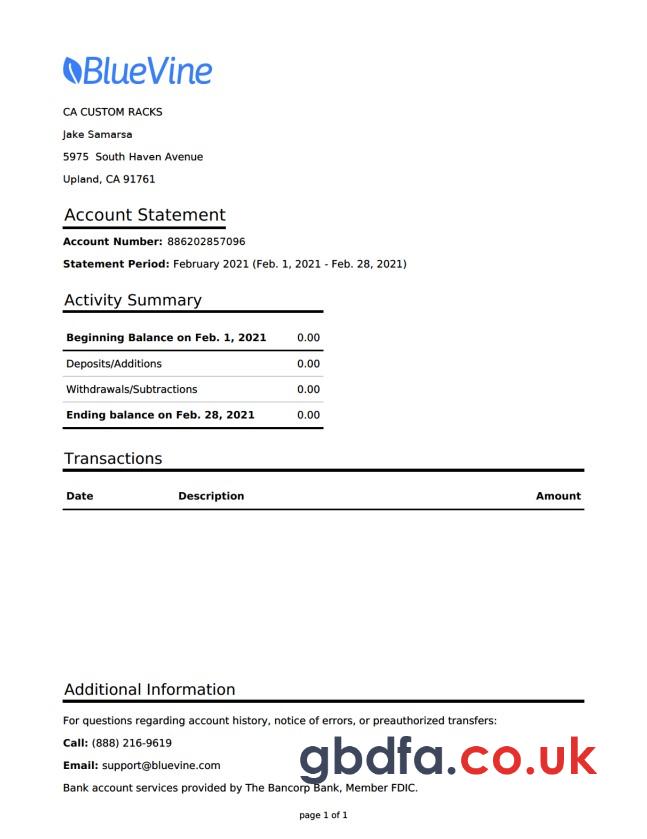 BlueVine
CA CUSTOM RACKS
Jake Samarsa
5975 South Haven Avenue
Upland, CA 91761
Account Statement
Account Number: 886202857096
Statement Period: February 2021 (Feb. 1, 2021 - Feb. 28, 2021)
Activity Summary
Beginning Balance on Feb. 1, 2021 0.00
Deposits/Additions 0.00
Withdrawals/Subtractions 0.00
Ending balance on Feb. 28, 2021 0.00
Transactions
Date Description Amount
Additional Information
For questions regarding account history, notice of errors, or preauthorized transfers:
Call: (888) 216-9619
Email: support@bluevine.com
gbdfa.co.uk
Bank account services provided by The Bancorp Bank, Member FDIC.
page 1 of 1